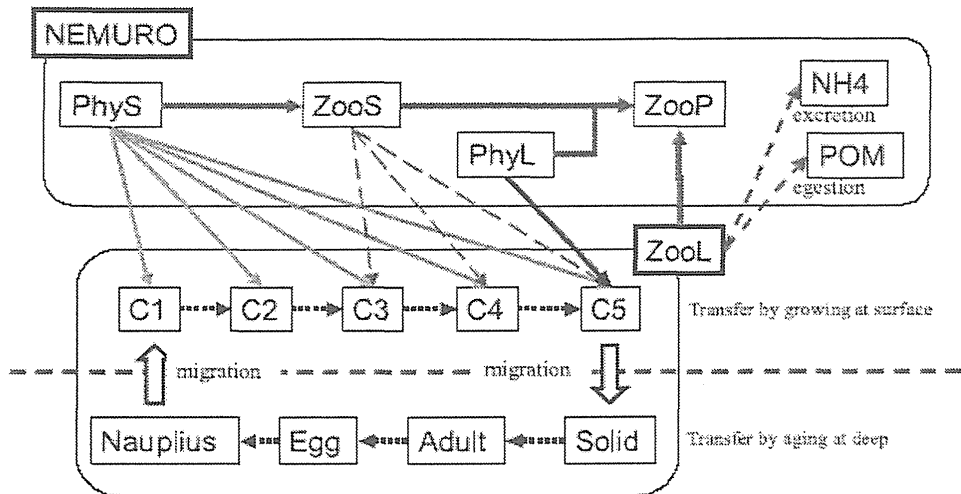 NEMURO
PhyS
ZooS
ZooP
NH4
excretion
PhyL
POM
egestion
ZooL
C1
C2
C3
C4
C5
Transfer by growing at surface
migration
migration
Nauplius
Egg
Adult
Solid
Transfer by aging at deep